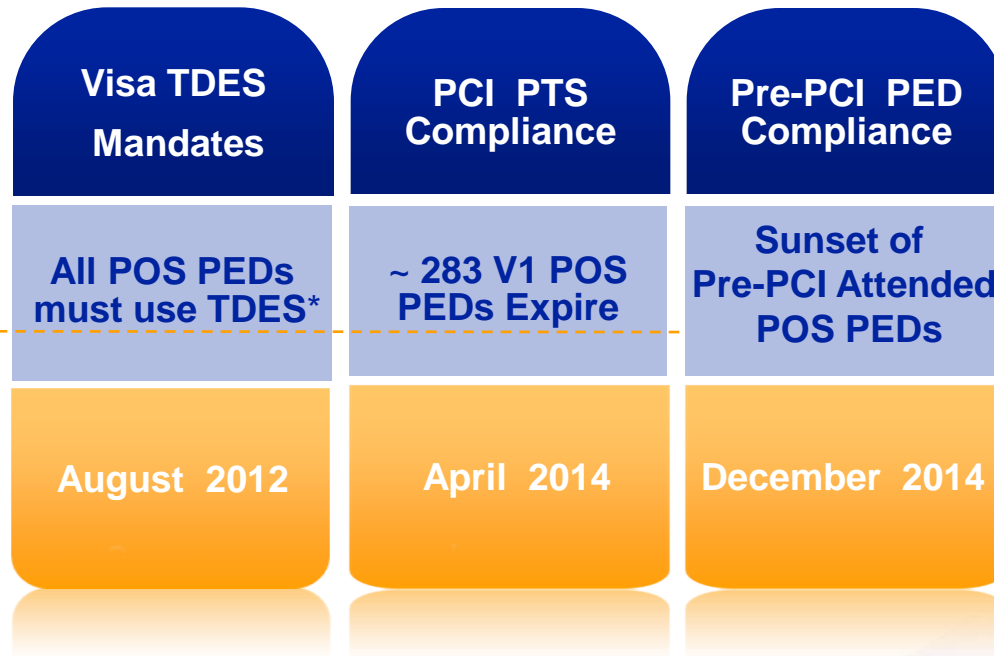 Visa TDES
Mandates
All POS PEDs
must use TDES*
August 2012
PCI PTS
Compliance
~ 283 V1 POS
PEDs Expire
April 2014
Pre-PCI PED
Compliance
Sunset of
Pre-PCI Attended
POS PEDs
December 2014